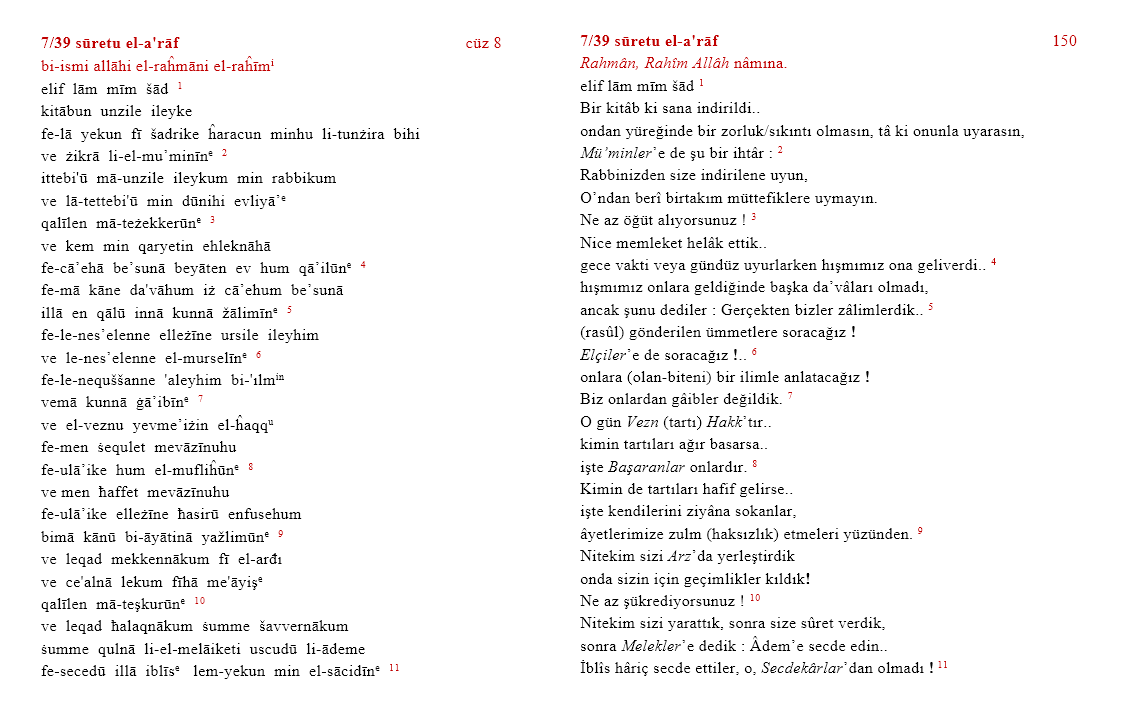 7/39 sūretu el-a'rāf cüz 8
bi-ismi allāhi el-raĥmāni el-raĥīmⁱ
elif lām mīm šād ¹
kitābun unzile ileyke
fe-lā yekun fī šadrike ĥaracun minhu li-tunżira bihi
ve żikrā li-el-mu’minīnᵉ ²
ittebi'ū mā-unzile ileykum min rabbikum
ve lā-tettebi'ū min dūnihi evliyā’ᵉ
qalīlen mā-teżekkerūnᵉ ³
ve kem min qaryetin ehleknāhā
fe-cā’ehā be’sunā beyāten ev hum qā’ilūnᵉ ⁴
fe-mā kāne da'vāhum iż cā’ehum be’sunā
illā en qālū innā kunnā žālimīnᵉ ⁵
fe-le-nes’elenne elležīne ursile ileyhim
ve le-nes’elenne el-murselīnᵉ ⁶
fe-le-nequššanne 'aleyhim bi-'ılmⁱⁿ
vemā kunnā ġā’ibīnᵉ ⁷
ve el-veznu yevme’iżin el-ĥaqqᵘ
fe-men ṡequlet mevāzīnuhu
fe-ulā’ike hum el-mufliĥūnᵉ ⁸
ve men ħaffet mevāzīnuhu
fe-ulā’ike elležīne ħasirū enfusehum
bimā kānū bi-āyātinā yažlimūnᵉ ⁹
ve leqad mekkennākum fī el-arđı
ve ce'alnā lekum fīhā me'āyişᵉ
qalīlen mā-teşkurūnᵉ ¹⁰
ve leqad ħalaqnākum ṡumme šavvernākum
ṡumme qulnā li-el-melāiketi uscudū li-ādeme
fe-secedū illā iblīsᵉ lem-yekun min el-sācidīnᵉ ¹¹
7/39 sūretu el-a'rāf 150
Rahmân, Rahîm Allâh nâmına.
elif lām mīm šād ¹
Bir kitâb ki sana indirildi..
ondan yüreğinde bir zorluk/sıkıntı olmasın, tâ ki onunla uyarasın,
Mü’minler’e de şu bir ihtâr : ²
Rabbinizden size indirilene uyun,
O’ndan berî birtakım müttefiklere uymayın.
Ne az öğüt alıyorsunuz ! ³
Nice memleket helâk ettik..
gece vakti veya gündüz uyurlarken hışmımız ona geliverdi.. ⁴
hışmımız onlara geldiğinde başka da’vâları olmadı,
ancak şunu dediler : Gerçekten bizler zâlimlerdik.. ⁵
(rasûl) gönderilen ümmetlere soracağız !
Elçiler’e de soracağız !.. ⁶
onlara (olan-biteni) bir ilimle anlatacağız !
Biz onlardan gâibler değildik. ⁷
O gün Vezn (tartı) Hakk’tır..
kimin tartıları ağır basarsa..
işte Başaranlar onlardır. ⁸
Kimin de tartıları hafif gelirse..
işte kendilerini ziyâna sokanlar,
âyetlerimize zulm (haksızlık) etmeleri yüzünden. ⁹
Nitekim sizi Arz’da yerleştirdik
onda sizin için geçimlikler kıldık!
Ne az şükrediyorsunuz ! ¹⁰
Nitekim sizi yarattık, sonra size sûret verdik,
sonra Melekler’e dedik : Âdem’e secde edin..
İblîs hâriç secde ettiler, o, Secdekârlar’dan olmadı ! ¹¹